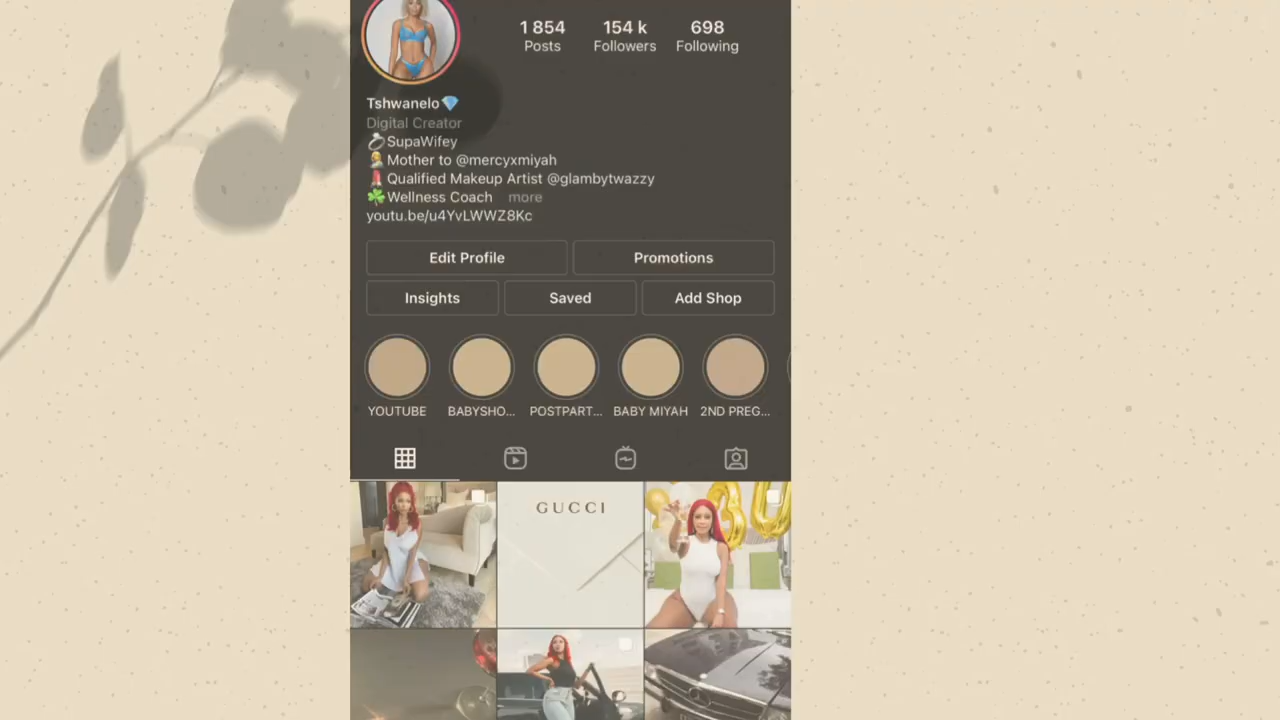 1 854 154 k 698
Posts Followers Following
Tshwanelo💎
Digital Creator
💍SupaWifey
🤱Mother to @mercyxmiyah
💄Qualified Makeup Artist @glambytwazzy
☘️Wellness Coach more
youtu.be/u4YvLWWZ8Kc
Edit Profile Promotions
Insights Saved Add Shop
YOUTUBE BABYSHO... POSTPART... BABY MIYAH 2ND PREG...
GUCCI
30